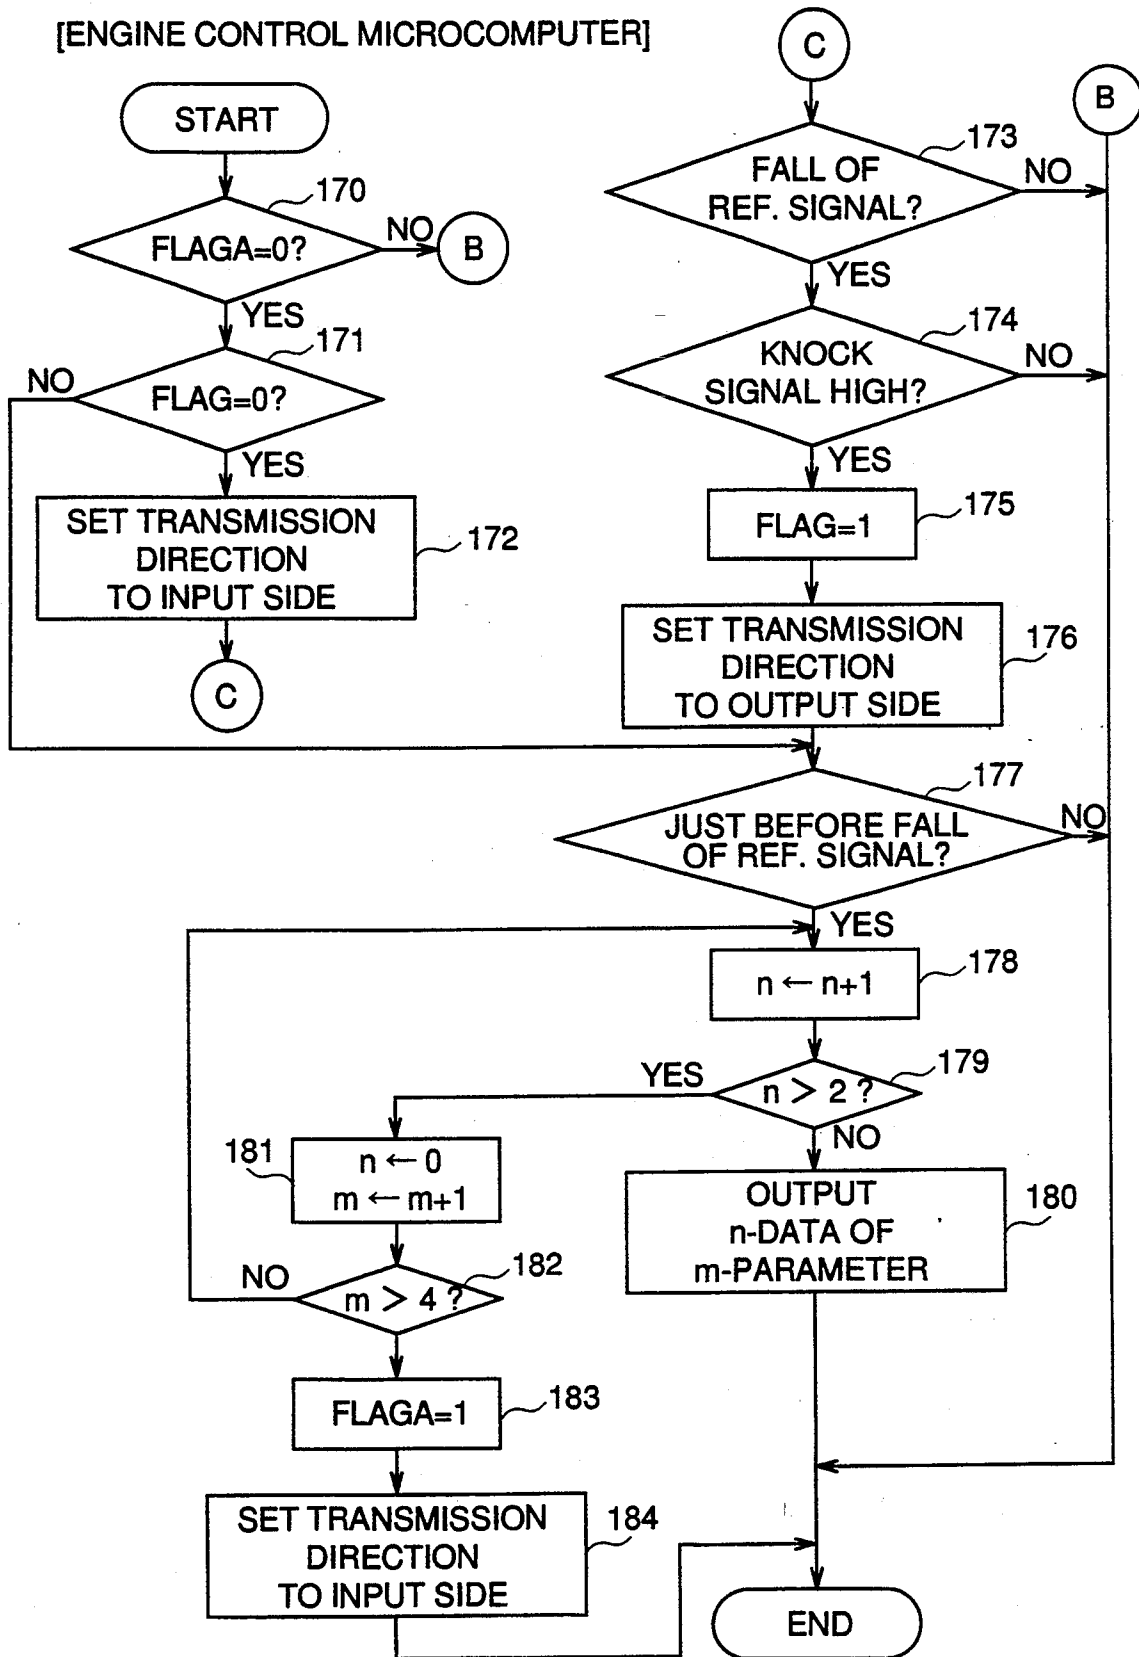 [ENGINE CONTROL MICROCOMPUTER]
START
170
FLAGA=0?
NO
B
YES
171
NO
FLAG=0?
YES
SET TRANSMISSION
DIRECTION
TO INPUT SIDE
172
C
C
B
173
FALL OF
REF. SIGNAL?
NO
YES
174
KNOCK
SIGNAL HIGH?
NO
YES
175
FLAG=1
SET TRANSMISSION
DIRECTION
TO OUTPUT SIDE
176
177
JUST BEFORE FALL
OF REF. SIGNAL?
NO
YES
n ← n+1
178
179
YES
n > 2 ?
NO
181
n ← 0
m ← m+1
OUTPUT
n-DATA OF
m-PARAMETER
180
182
NO
m > 4 ?
FLAGA=1
183
SET TRANSMISSION
DIRECTION
TO INPUT SIDE
184
END